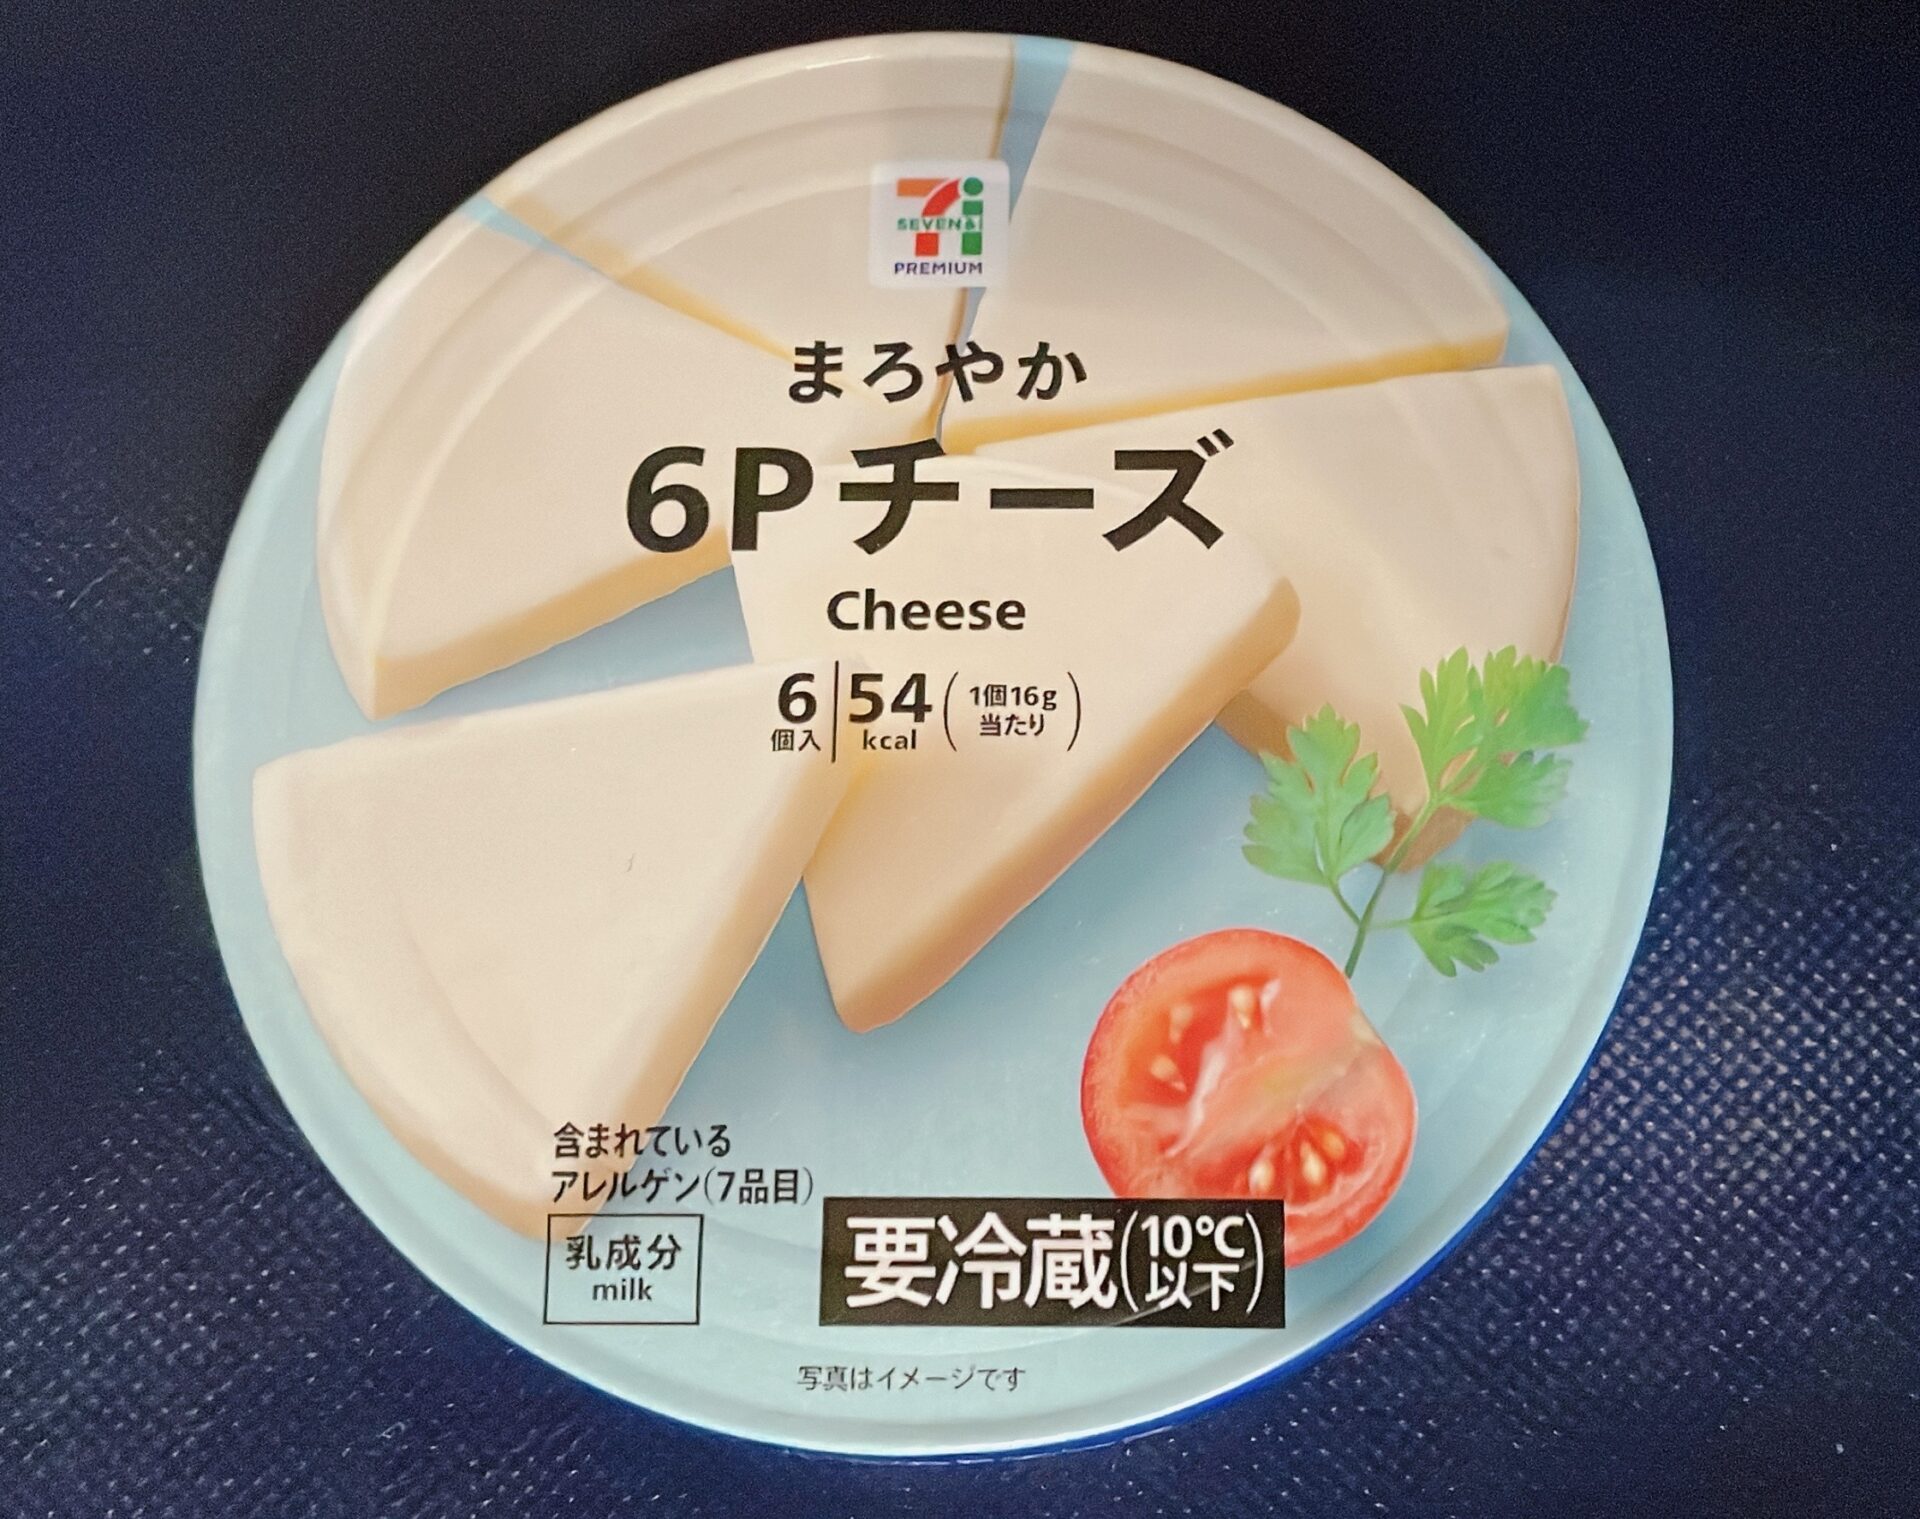 SEVEN&i
PREMIUM
まろやか
6Pチーズ
Cheese
6個入
54kcal
(1個16g当たり)
含まれている
アレルゲン(7品目)
乳成分
milk
要冷蔵(10℃以下)
写真はイメージです